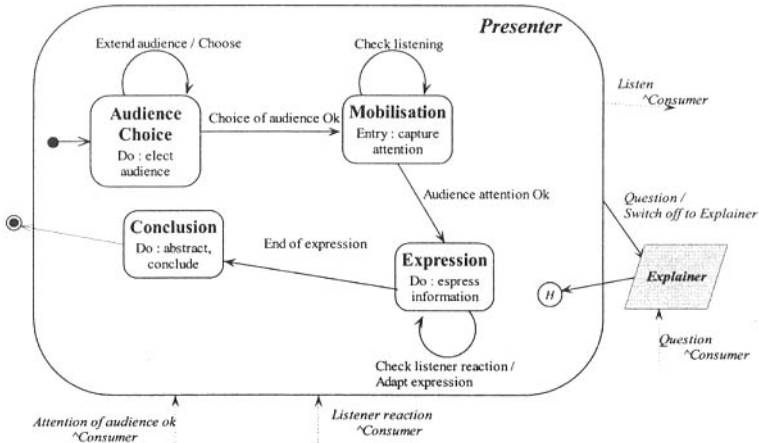 Presenter
Extend audience / Choose
Check listening
Audience
Choice
Do : elect
audience
Choice of audience Ok
Mobilisation
Entry : capture
attention
Listen
^Consumer
Audience attention Ok
Question /
Switch off to Explainer
Conclusion
Do : abstract,
conclude
End of expression
Expression
Do : espress
information
H
Explainer
Check listener reaction /
Adapt expression
Question
^Consumer
Attention of audience ok
^Consumer
Listener reaction
^Consumer